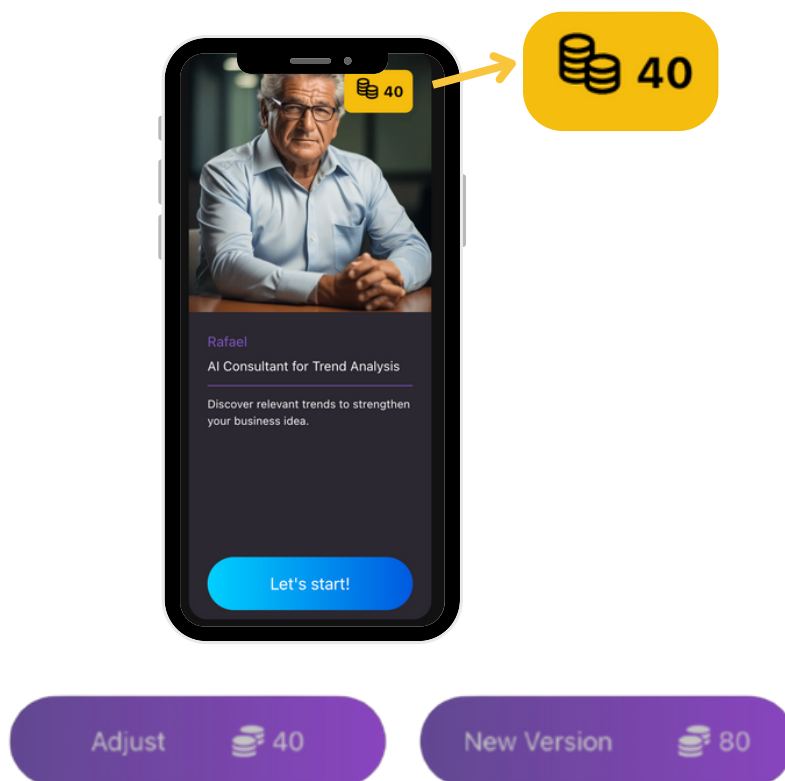 40
40
Rafael
AI Consultant for Trend Analysis
Discover relevant trends to strengthen
your business idea.
Let's start!
Adjust 40
New Version 80